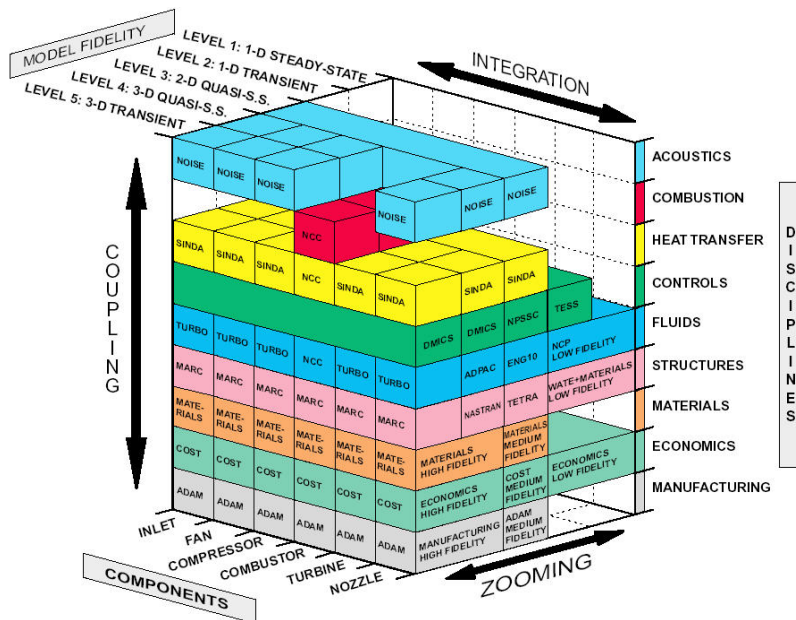 MODEL FIDELITY
LEVEL 1: 1-D STEADY-STATE
LEVEL 2: 1-D TRANSIENT
LEVEL 3: 2-D QUASI-S.S.
LEVEL 4: 3-D QUASI-S.S.
LEVEL 5: 3-D TRANSIENT
INTEGRATION
COUPLING
NOISE
NOISE
NOISE
NOISE
NOISE
NOISE
NCC
SINDA
SINDA
SINDA
NCC
SINDA
SINDA
SINDA
SINDA
DMICS
DMICS
NPSSC
TESS
TURBO
TURBO
TURBO
NCC
TURBO
TURBO
ADPAC
ENG10
NCP
LOW FIDELITY
MARC
MARC
MARC
MARC
MARC
MARC
NASTRAN
TETRA
WATE+MATERIALS
LOW FIDELITY
MATE-
RIALS
MATE-
RIALS
MATE-
RIALS
MATE-
RIALS
MATE-
RIALS
MATE-
RIALS
MATERIALS
HIGH FIDELITY
MATERIALS
MEDIUM
FIDELITY
COST
COST
COST
COST
COST
COST
ECONOMICS
HIGH FIDELITY
COST
MEDIUM
FIDELITY
ECONOMICS
LOW FIDELITY
ADAM
ADAM
ADAM
ADAM
ADAM
ADAM
MANUFACTURING
HIGH FIDELITY
ADAM
MEDIUM
FIDELITY
ACOUSTICS
COMBUSTION
HEAT TRANSFER
CONTROLS
FLUIDS
STRUCTURES
MATERIALS
ECONOMICS
MANUFACTURING
DISCIPLINES
INLET
FAN
COMPRESSOR
COMBUSTOR
TURBINE
NOZZLE
COMPONENTS
ZOOMING